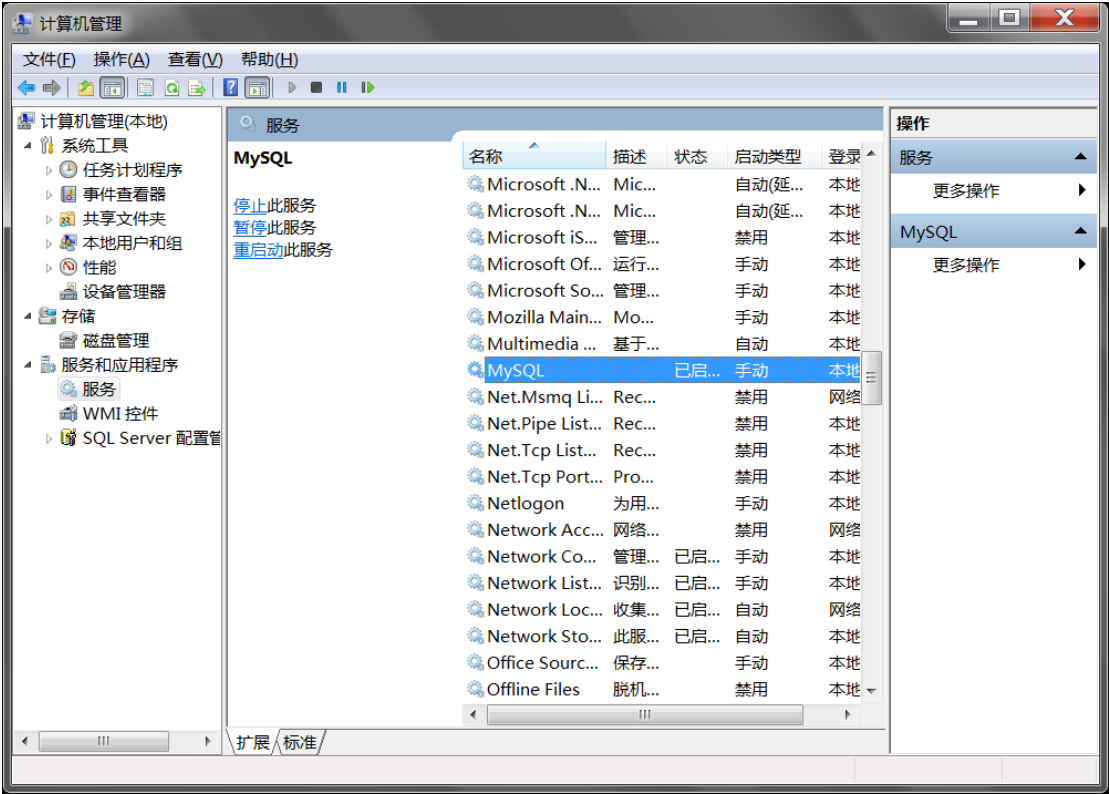 计算机管理
文件(F) 操作(A) 查看(V) 帮助(H)
计算机管理(本地)
系统工具
任务计划程序
事件查看器
共享文件夹
本地用户和组
性能
设备管理器
存储
磁盘管理
服务和应用程序
服务
WMI 控件
SQL Server 配置管
服务
MySQL
停止此服务
暂停此服务
重启动此服务
名称 描述 状态 启动类型 登录
Microsoft .N... Mic... 自动(延... 本地
Microsoft .N... Mic... 自动(延... 本地
Microsoft iS... 管理... 禁用 本地
Microsoft Of... 运行... 手动 本地
Microsoft So... 管理... 手动 本地
Mozilla Main... Mo... 手动 本地
Multimedia ... 基于... 自动 本地
MySQL 已启... 手动 本地
Net.Msmq Li... Rec... 禁用 网络
Net.Pipe List... Rec... 禁用 本地
Net.Tcp List... Rec... 禁用 本地
Net.Tcp Port... Pro... 禁用 本地
Netlogon 为用... 手动 本地
Network Acc... 网络... 禁用 网络
Network Co... 管理... 已启... 手动 本地
Network List... 识别... 已启... 手动 本地
Network Loc... 收集... 已启... 自动 网络
Network Sto... 此服... 已启... 自动 本地
Office Sourc... 保存... 手动 本地
Offline Files 脱机... 禁用 本地
扩展 标准
操作
服务
更多操作
MySQL
更多操作